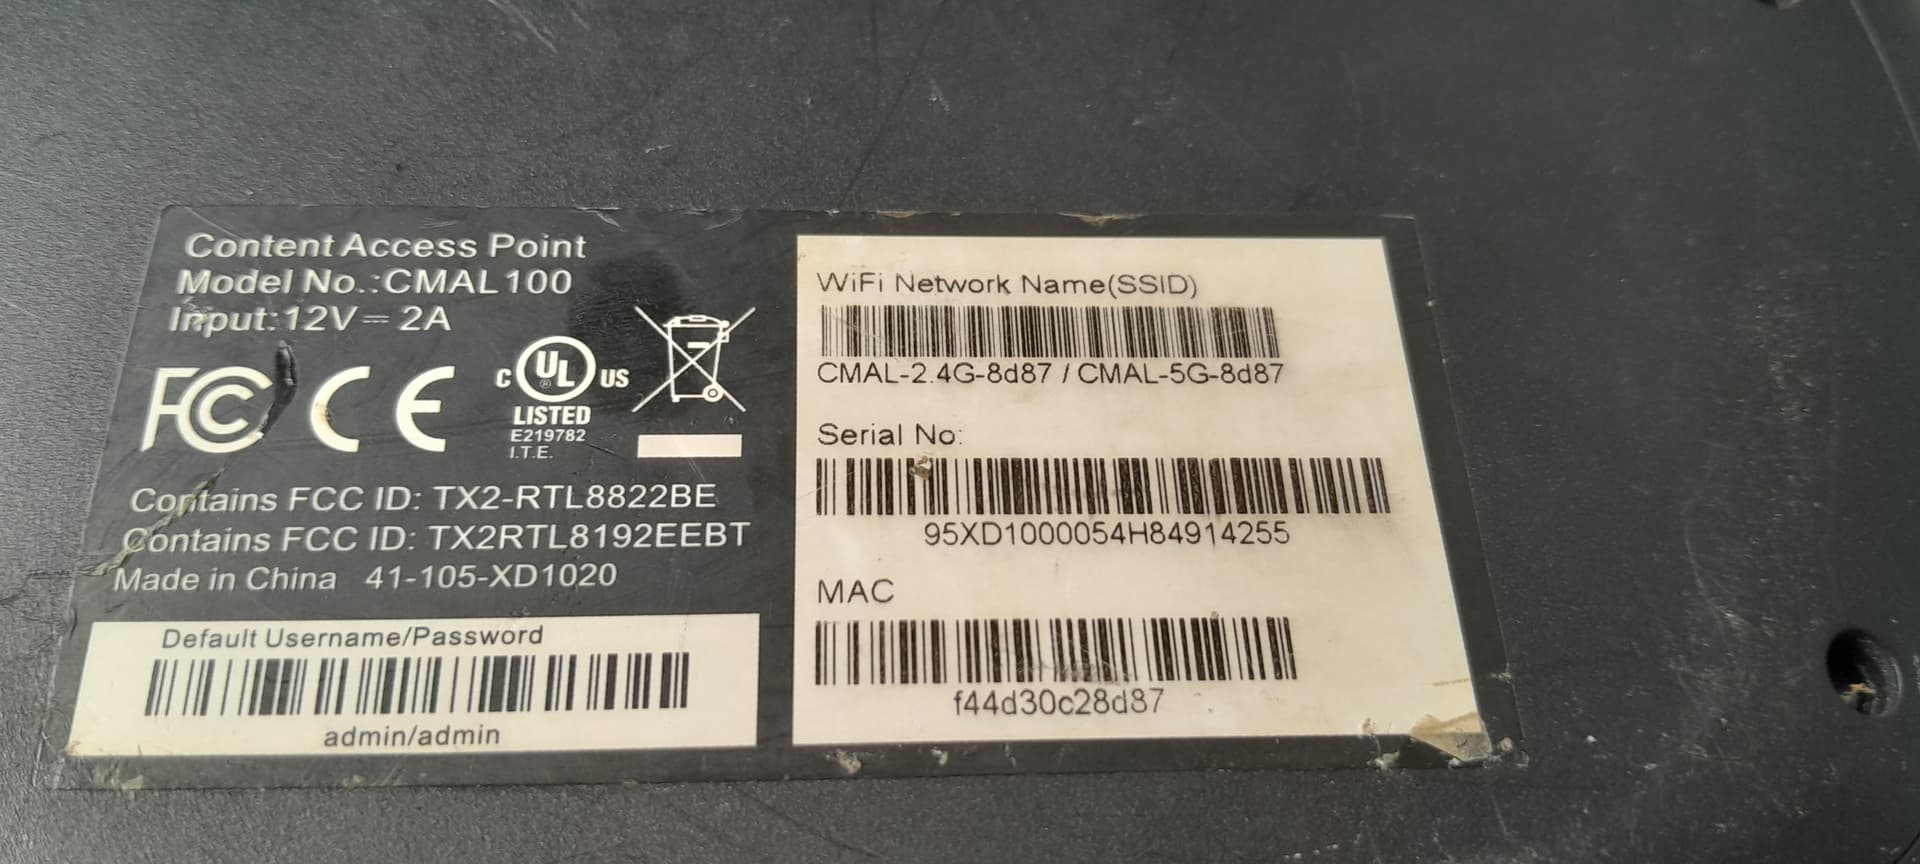 Content Access Point
Model No.:CMAL100
Input:12V⎓2A
FC CE
C UL® US
LISTED
E219782
I.T.E.
Contains FCC ID: TX2-RTL8822BE
Contains FCC ID: TX2RTL8192EEBT
Made in China 41-105-XD1020
Default Username/Password
admin/admin
WiFi Network Name(SSID)
CMAL-2.4G-8d87 / CMAL-5G-8d87
Serial No:
95XD1000054H84914255
MAC
f44d30c28d87